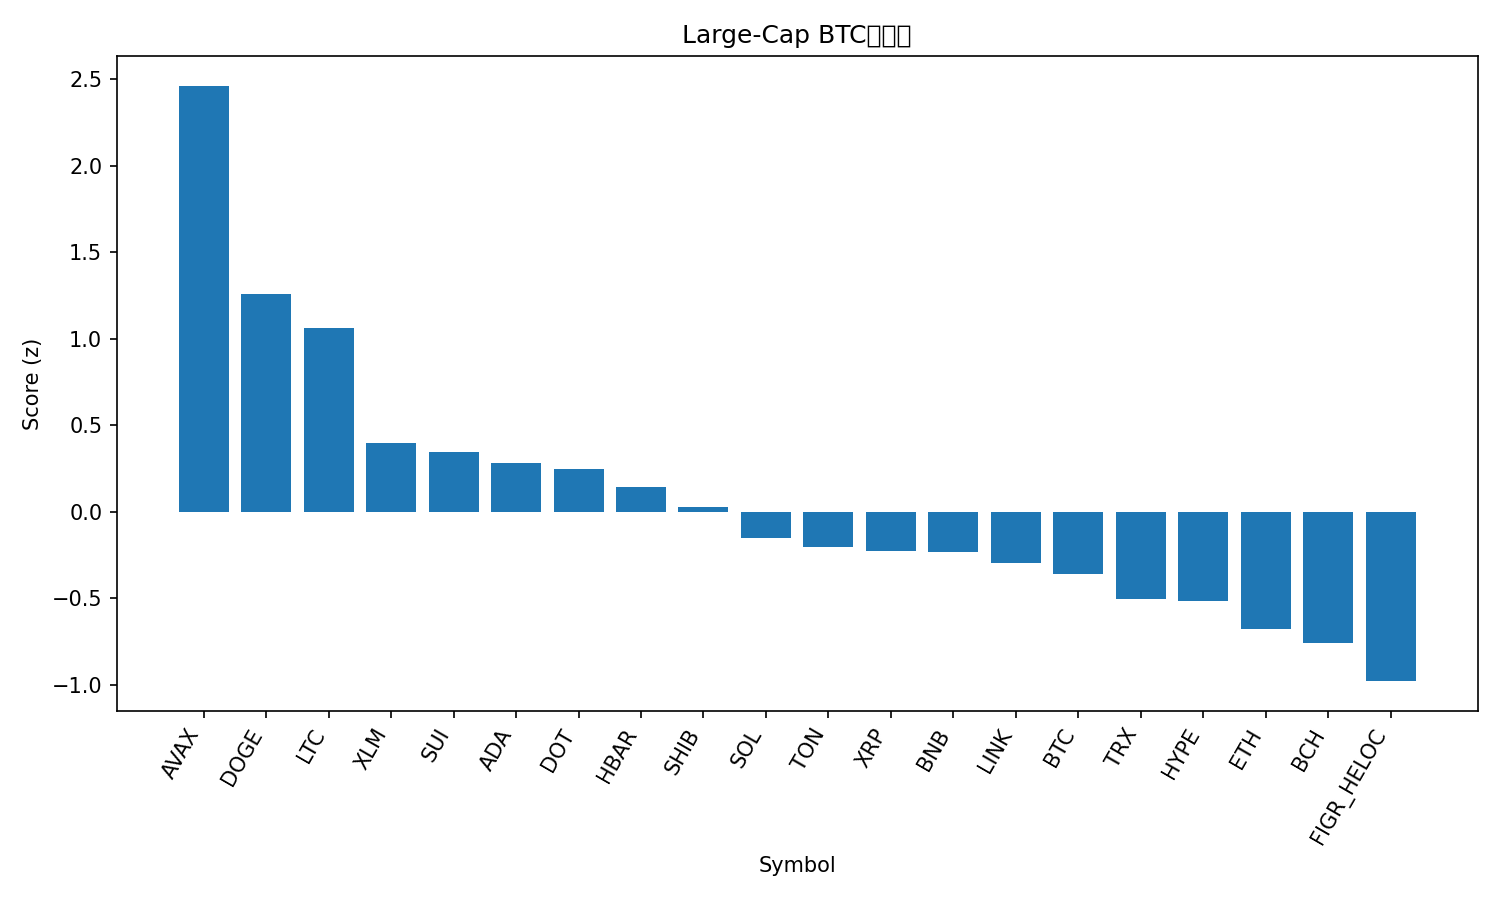 Large-Cap BTC
2.5
2.0
1.5
1.0
0.5
0.0
−0.5
−1.0
Score (z)
AVAX
DOGE
LTC
XLM
SUI
ADA
DOT
HBAR
SHIB
SOL
TON
XRP
BNB
LINK
BTC
TRX
HYPE
ETH
BCH
FIGR_HELOC
Symbol